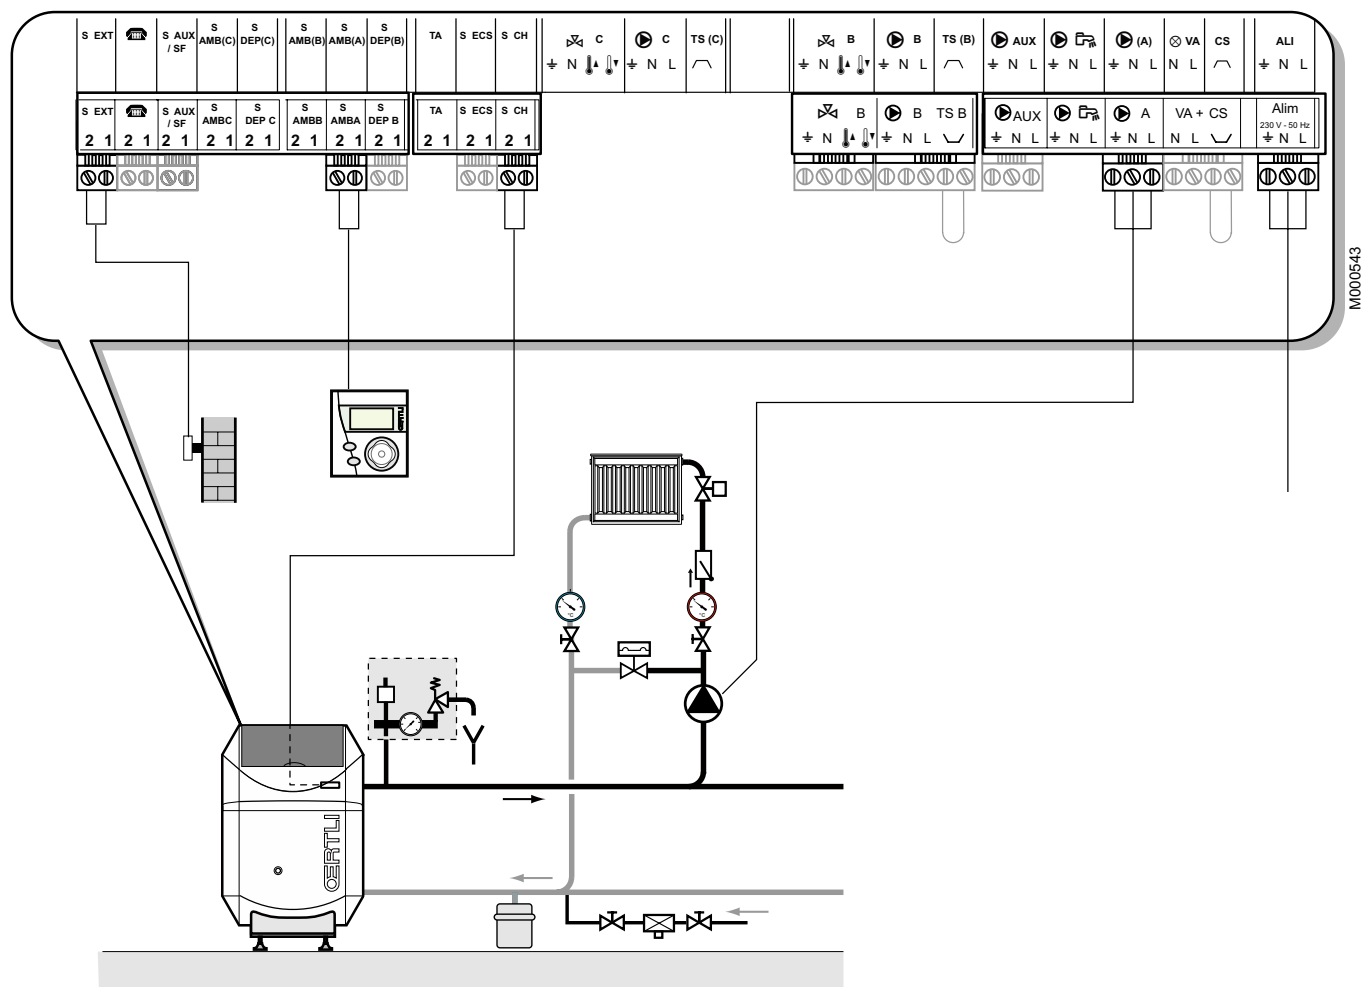 S EXT
S AUX / SF
S AMB(C)
S DEP(C)
S AMB(B)
S AMB(A)
S DEP(B)
TA
S ECS
S CH
C
N
C
N L
TS (C)
B
N
B
N L
TS (B)
AUX
N L
N L
(A)
N L
VA
N L
CS
ALI
N L
S EXT
2 1
2 1
S AUX
/ SF
2 1
S
AMBC
2 1
S
DEP C
2 1
S
AMBB
2 1
S
AMBA
2 1
S
DEP B
2 1
TA
2 1
S ECS
2 1
S CH
2 1
B
N
B
N L
TS B
AUX
N L
N L
A
N L
VA + CS
N L
Alim
230 V - 50 Hz
N L
M000543
°C
°C
ŒRTLI